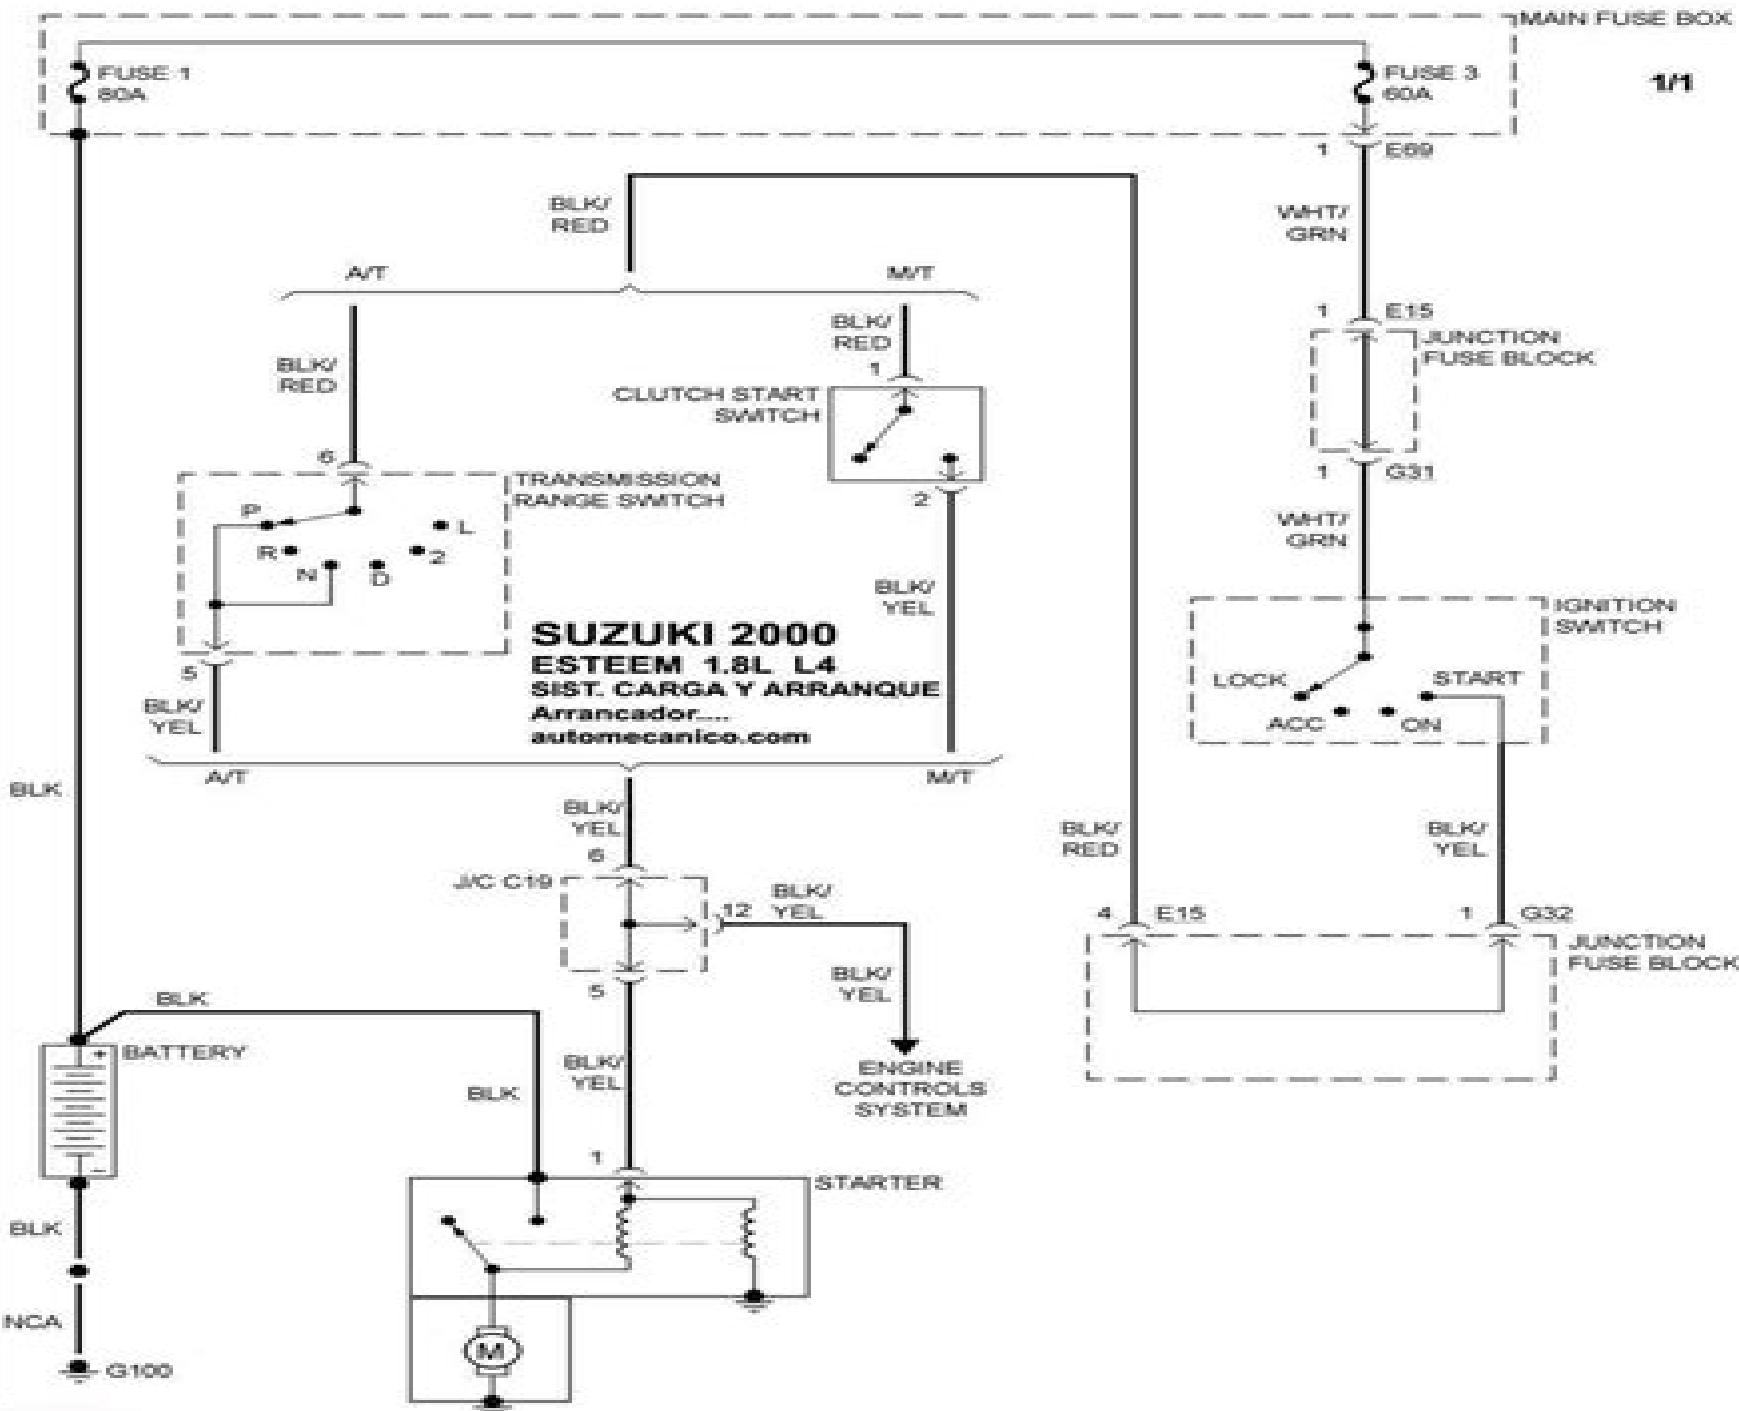 MAIN FUSE BOX
FUSE 1
80A
FUSE 3
60A
1/1
1 E69
BLK/
RED
WHT/
GRN
A/T
M/T
1 E15
JUNCTION
FUSE BLOCK
BLK/
RED
BLK/
RED
1
CLUTCH START
SWITCH
6
1 G31
TRANSMISSION
RANGE SWITCH
2
P
L
R
2
N
D
WHT/
GRN
BLK/
YEL
IGNITION
SWITCH
SUZUKI 2000
ESTEEM 1.8L L4
SIST. CARGA Y ARRANQUE
Arrancador....
automecanico.com
5
BLK/
YEL
LOCK
START
ACC
ON
A/T
M/T
BLK
BLK/
YEL
6
BLK/
RED
BLK/
YEL
J/C C19
12
BLK/
YEL
4 E15
1 G32
JUNCTION
FUSE BLOCK
5
BLK/
YEL
BLK
BATTERY
+
-
BLK
BLK/
YEL
ENGINE
CONTROLS
SYSTEM
1
STARTER
BLK
NCA
G100
M